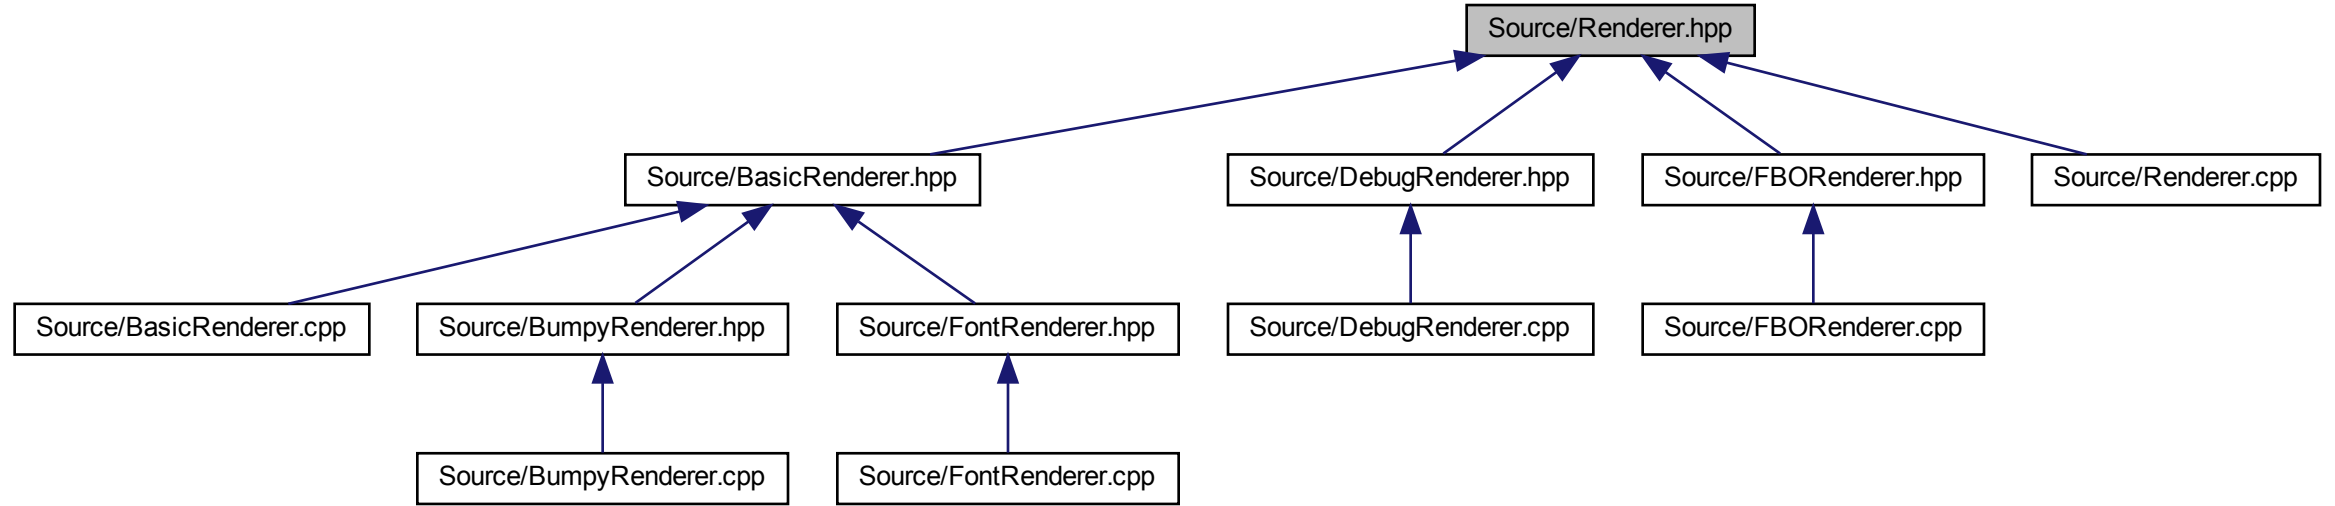 Source/Renderer.hpp
Source/BasicRenderer.hpp
Source/DebugRenderer.hpp
Source/FBORenderer.hpp
Source/Renderer.cpp
Source/BasicRenderer.cpp
Source/BumpyRenderer.hpp
Source/FontRenderer.hpp
Source/DebugRenderer.cpp
Source/FBORenderer.cpp
Source/BumpyRenderer.cpp
Source/FontRenderer.cpp